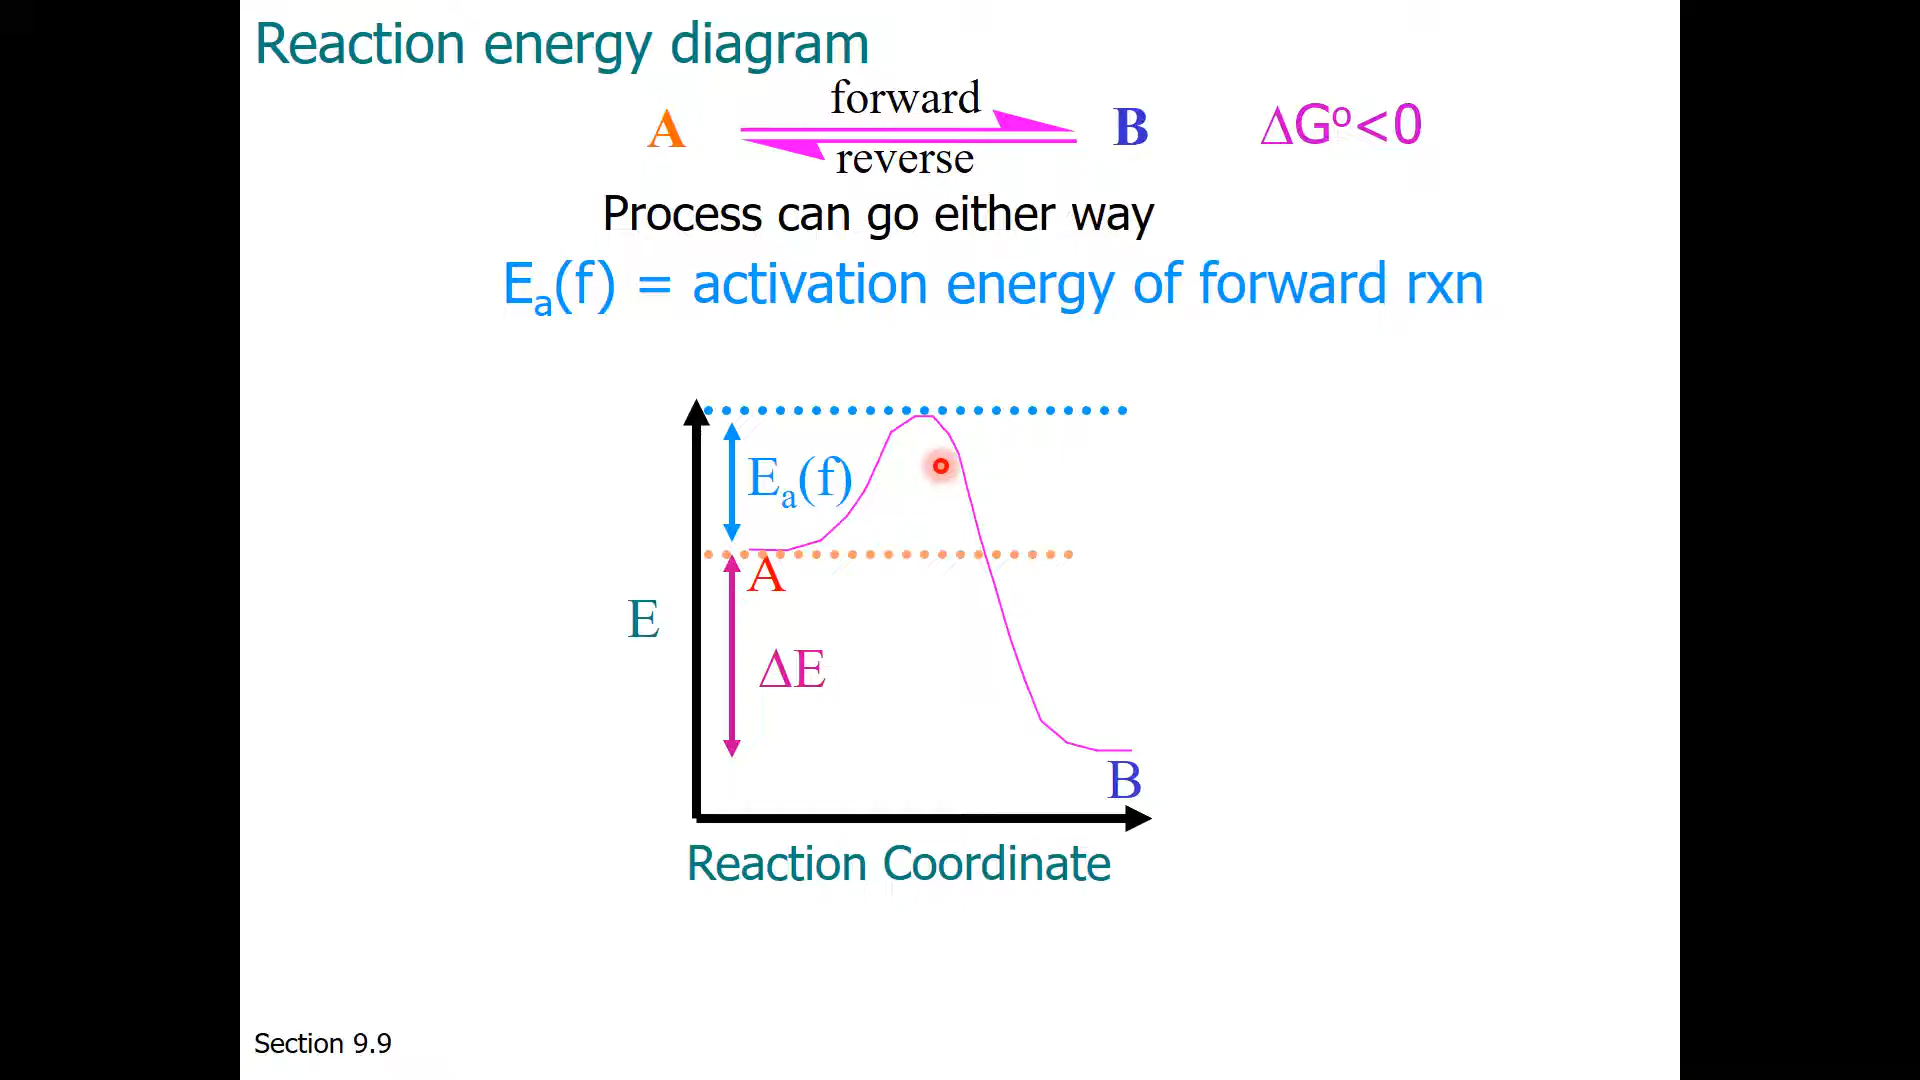 Reaction energy diagram
forward
A B ΔGº<0
reverse
Process can go either way
Ea(f) = activation energy of forward rxn
Ea(f)
A
E
ΔE
B
Reaction Coordinate
Section 9.9